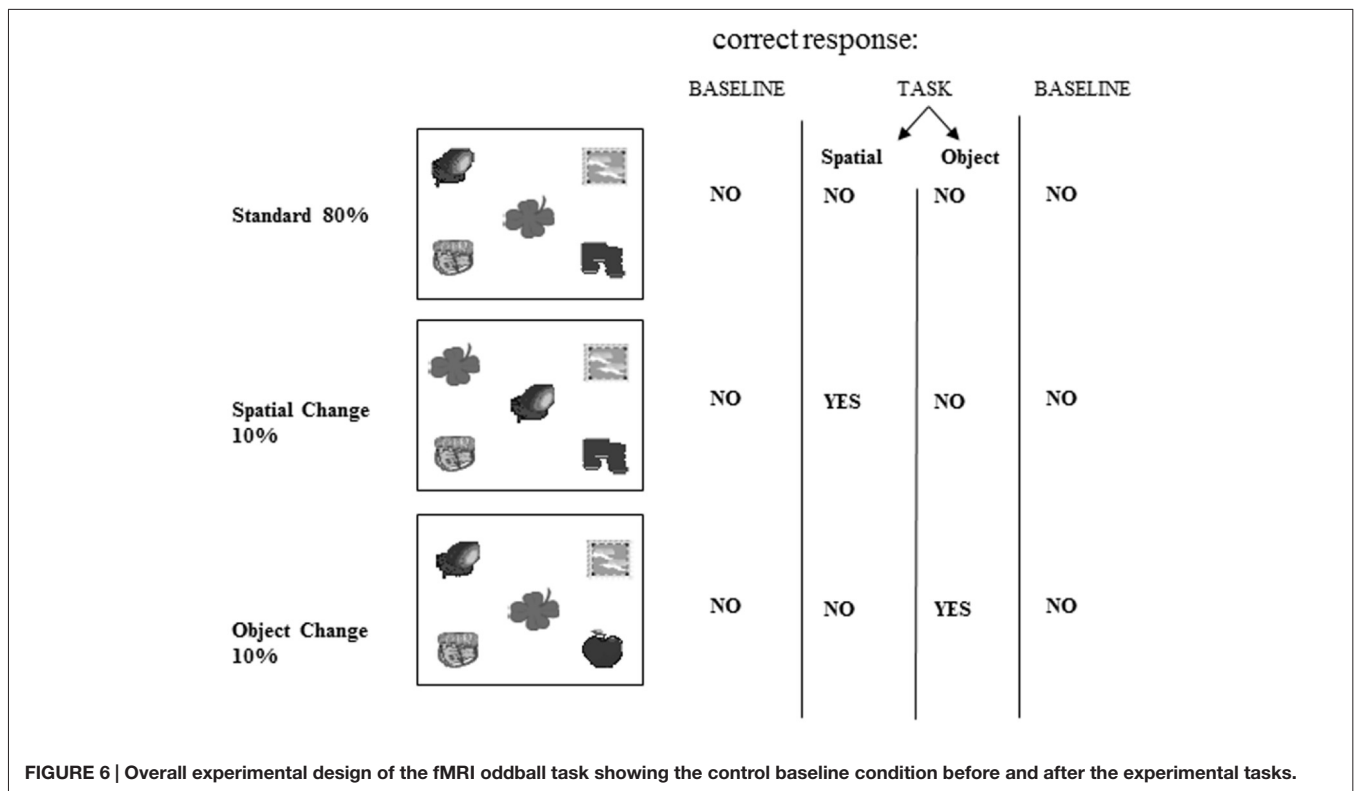 correct response:
BASELINE TASK BASELINE
Spatial Object
Standard 80% NO NO NO NO
Spatial Change
10%
NO YES NO NO
Object Change
10%
NO NO YES NO
FIGURE 6 | Overall experimental design of the fMRI oddball task showing the control baseline condition before and after the experimental tasks.